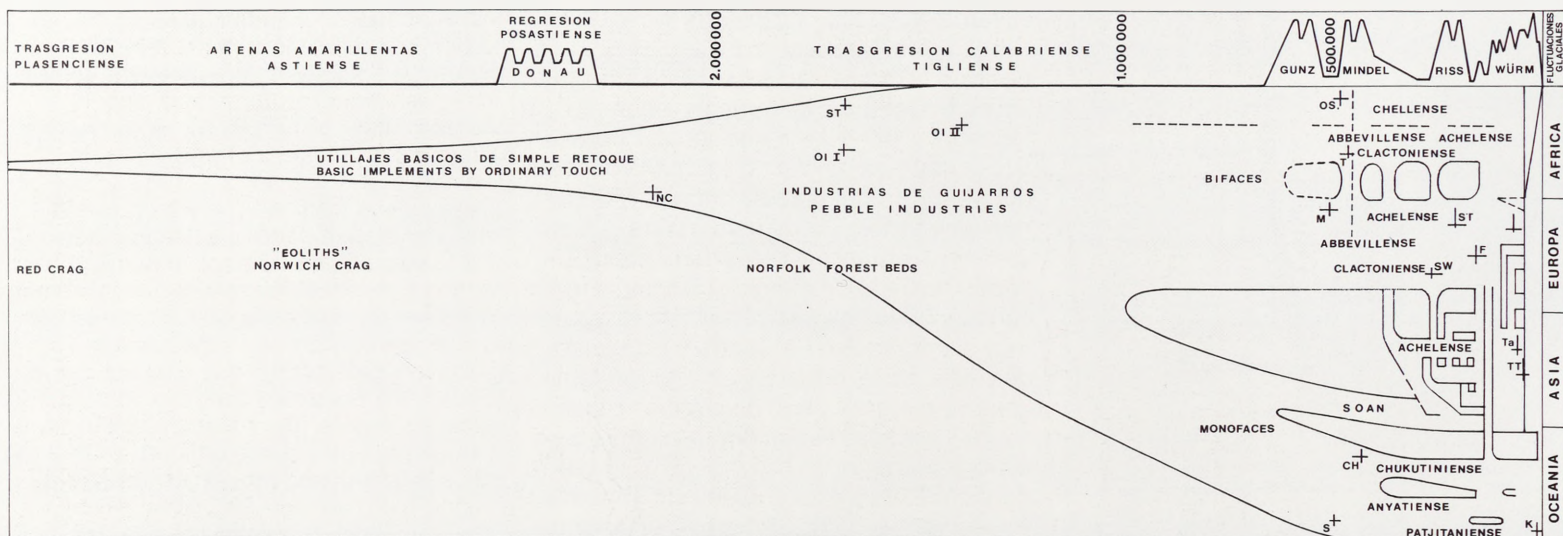 TRASGRESION
PLASENCIENSE
ARENAS AMARILLENTAS
ASTIENSE
REGRESION
POSASTIENSE
DONAU
2.000.000
TRASGRESION CALABRIENSE
TIGLIENSE
1.000.000
GUNZ
500.000
MINDEL
RISS
WÜRM
FLUCTUACIONES
GLACIALES
ST
OI II
OI I
OS.
CHELLENSE
ABBEVILLENSE
ACHELENSE
T
CLACTONIENSE
AFRICA
UTILLAJES BASICOS DE SIMPLE RETOQUE
BASIC IMPLEMENTS BY ORDINARY TOUCH
NC
INDUSTRIAS DE GUIJARROS
PEBBLE INDUSTRIES
BIFACES
M
ACHELENSE
ST
ABBEVILLENSE
F
CLACTONIENSE
SW
EUROPA
RED CRAG
"EOLITHS"
NORWICH CRAG
NORFOLK FOREST BEDS
ACHELENSE
Ta
TT
ASIA
SOAN
MONOFACES
CH
CHUKUTINIENSE
ANYATIENSE
S
PATJITANIENSE
K
OCEANIA